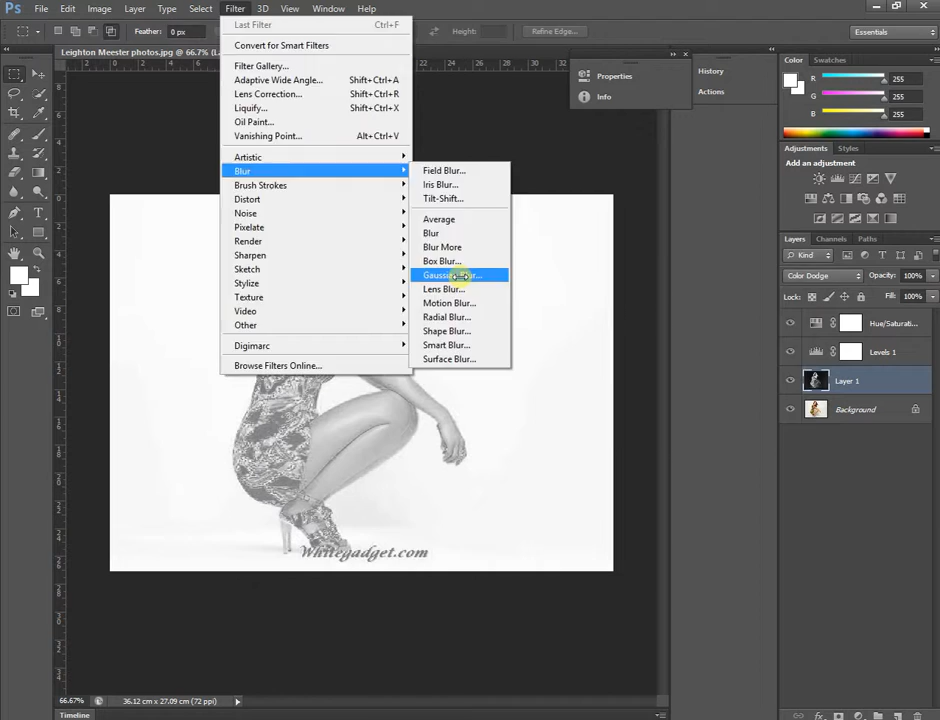 Ps File Edit Image Layer Type Select Filter 3D View Window Help
Feather: 0 px Height: Refine Edge... Essentials
Leighton Meester photos.jpg @ 66.7% (L
Last Filter Ctrl+F
Convert for Smart Filters
Filter Gallery...
Adaptive Wide Angle... Shift+Ctrl+A
Lens Correction... Shift+Ctrl+R
Liquify... Shift+Ctrl+X
Oil Paint...
Vanishing Point... Alt+Ctrl+V
Artistic
Blur
Brush Strokes
Distort
Noise
Pixelate
Render
Sharpen
Sketch
Stylize
Texture
Video
Other
Digimarc
Browse Filters Online...
Field Blur...
Iris Blur...
Tilt-Shift...
Average
Blur
Blur More
Box Blur...
Lens Blur...
Motion Blur...
Radial Blur...
Shape Blur...
Smart Blur...
Surface Blur...
Properties
Info
History
Actions
Color Swatches
R 255
G 255
B 255
Adjustments Styles
Add an adjustment
Layers Channels Paths
Kind
Color Dodge Opacity: 100%
Lock: Fill: 100%
Hue/Saturati...
Levels 1
Layer 1
Background
Whitegadget.com
66.67% 36.12 cm x 27.09 cm (72 ppi)
Timeline